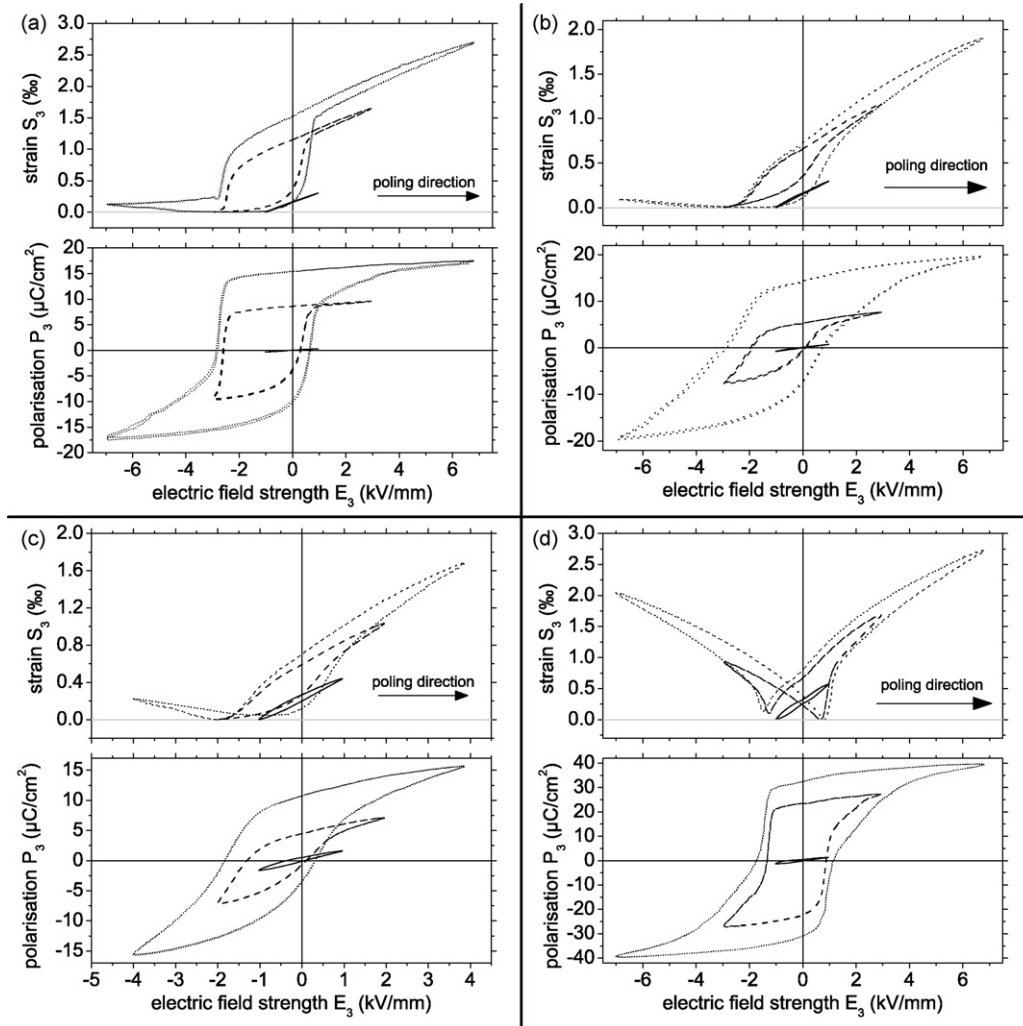 (a)
3.0
2.5
2.0
1.5
1.0
0.5
0.0
strain S₃ (‰)
poling direction
20
15
10
5
0
-5
-10
-15
-20
polarisation P₃ (µC/cm²)
-6 -4 -2 0 2 4 6
electric field strength E₃ (kV/mm)
(b)
2.0
1.5
1.0
0.5
0.0
strain S₃ (‰)
poling direction
20
10
0
-10
-20
polarisation P₃ (µC/cm²)
-6 -4 -2 0 2 4 6
electric field strength E₃ (kV/mm)
(c)
2.0
1.6
1.2
0.8
0.4
0.0
strain S₃ (‰)
poling direction
15
10
5
0
-5
-10
-15
polarisation P₃ (µC/cm²)
-5 -4 -3 -2 -1 0 1 2 3 4
electric field strength E₃ (kV/mm)
(d)
3.0
2.5
2.0
1.5
1.0
0.5
0.0
strain S₃ (‰)
poling direction
40
30
20
10
0
-10
-20
-30
-40
polarisation P₃ (µC/cm²)
-6 -4 -2 0 2 4 6
electric field strength E₃ (kV/mm)